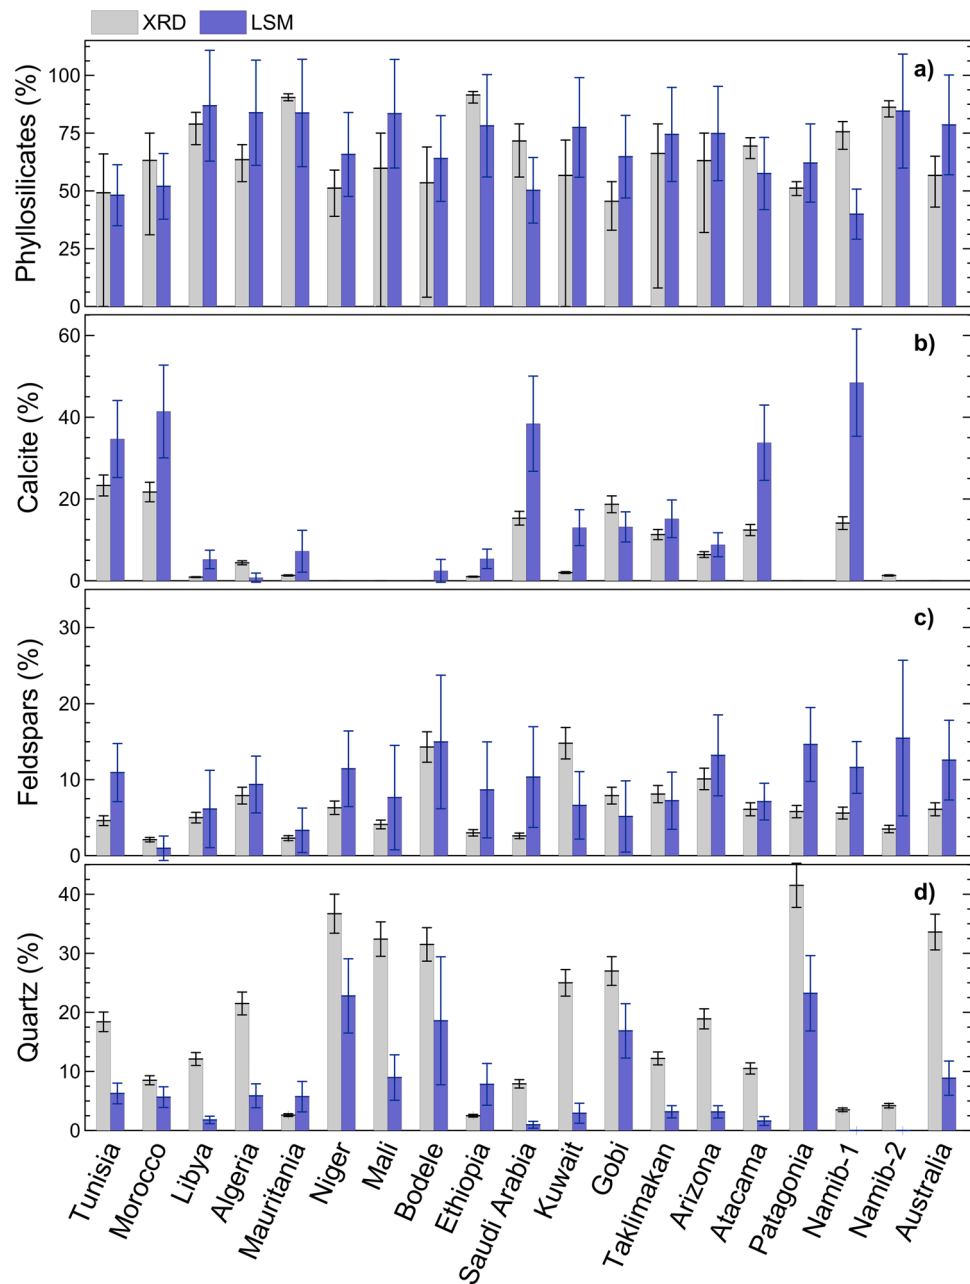 XRD LSM
a)
Phyllosilicates (%)
100
75
50
25
0
b)
Calcite (%)
60
40
20
0
c)
Feldspars (%)
30
20
10
0
d)
Quartz (%)
40
30
20
10
0
Tunisia
Morocco
Libya
Algeria
Mauritania
Niger
Mali
Bodele
Ethiopia
Saudi Arabia
Kuwait
Gobi
Taklimakan
Arizona
Atacama
Patagonia
Namib-1
Namib-2
Australia